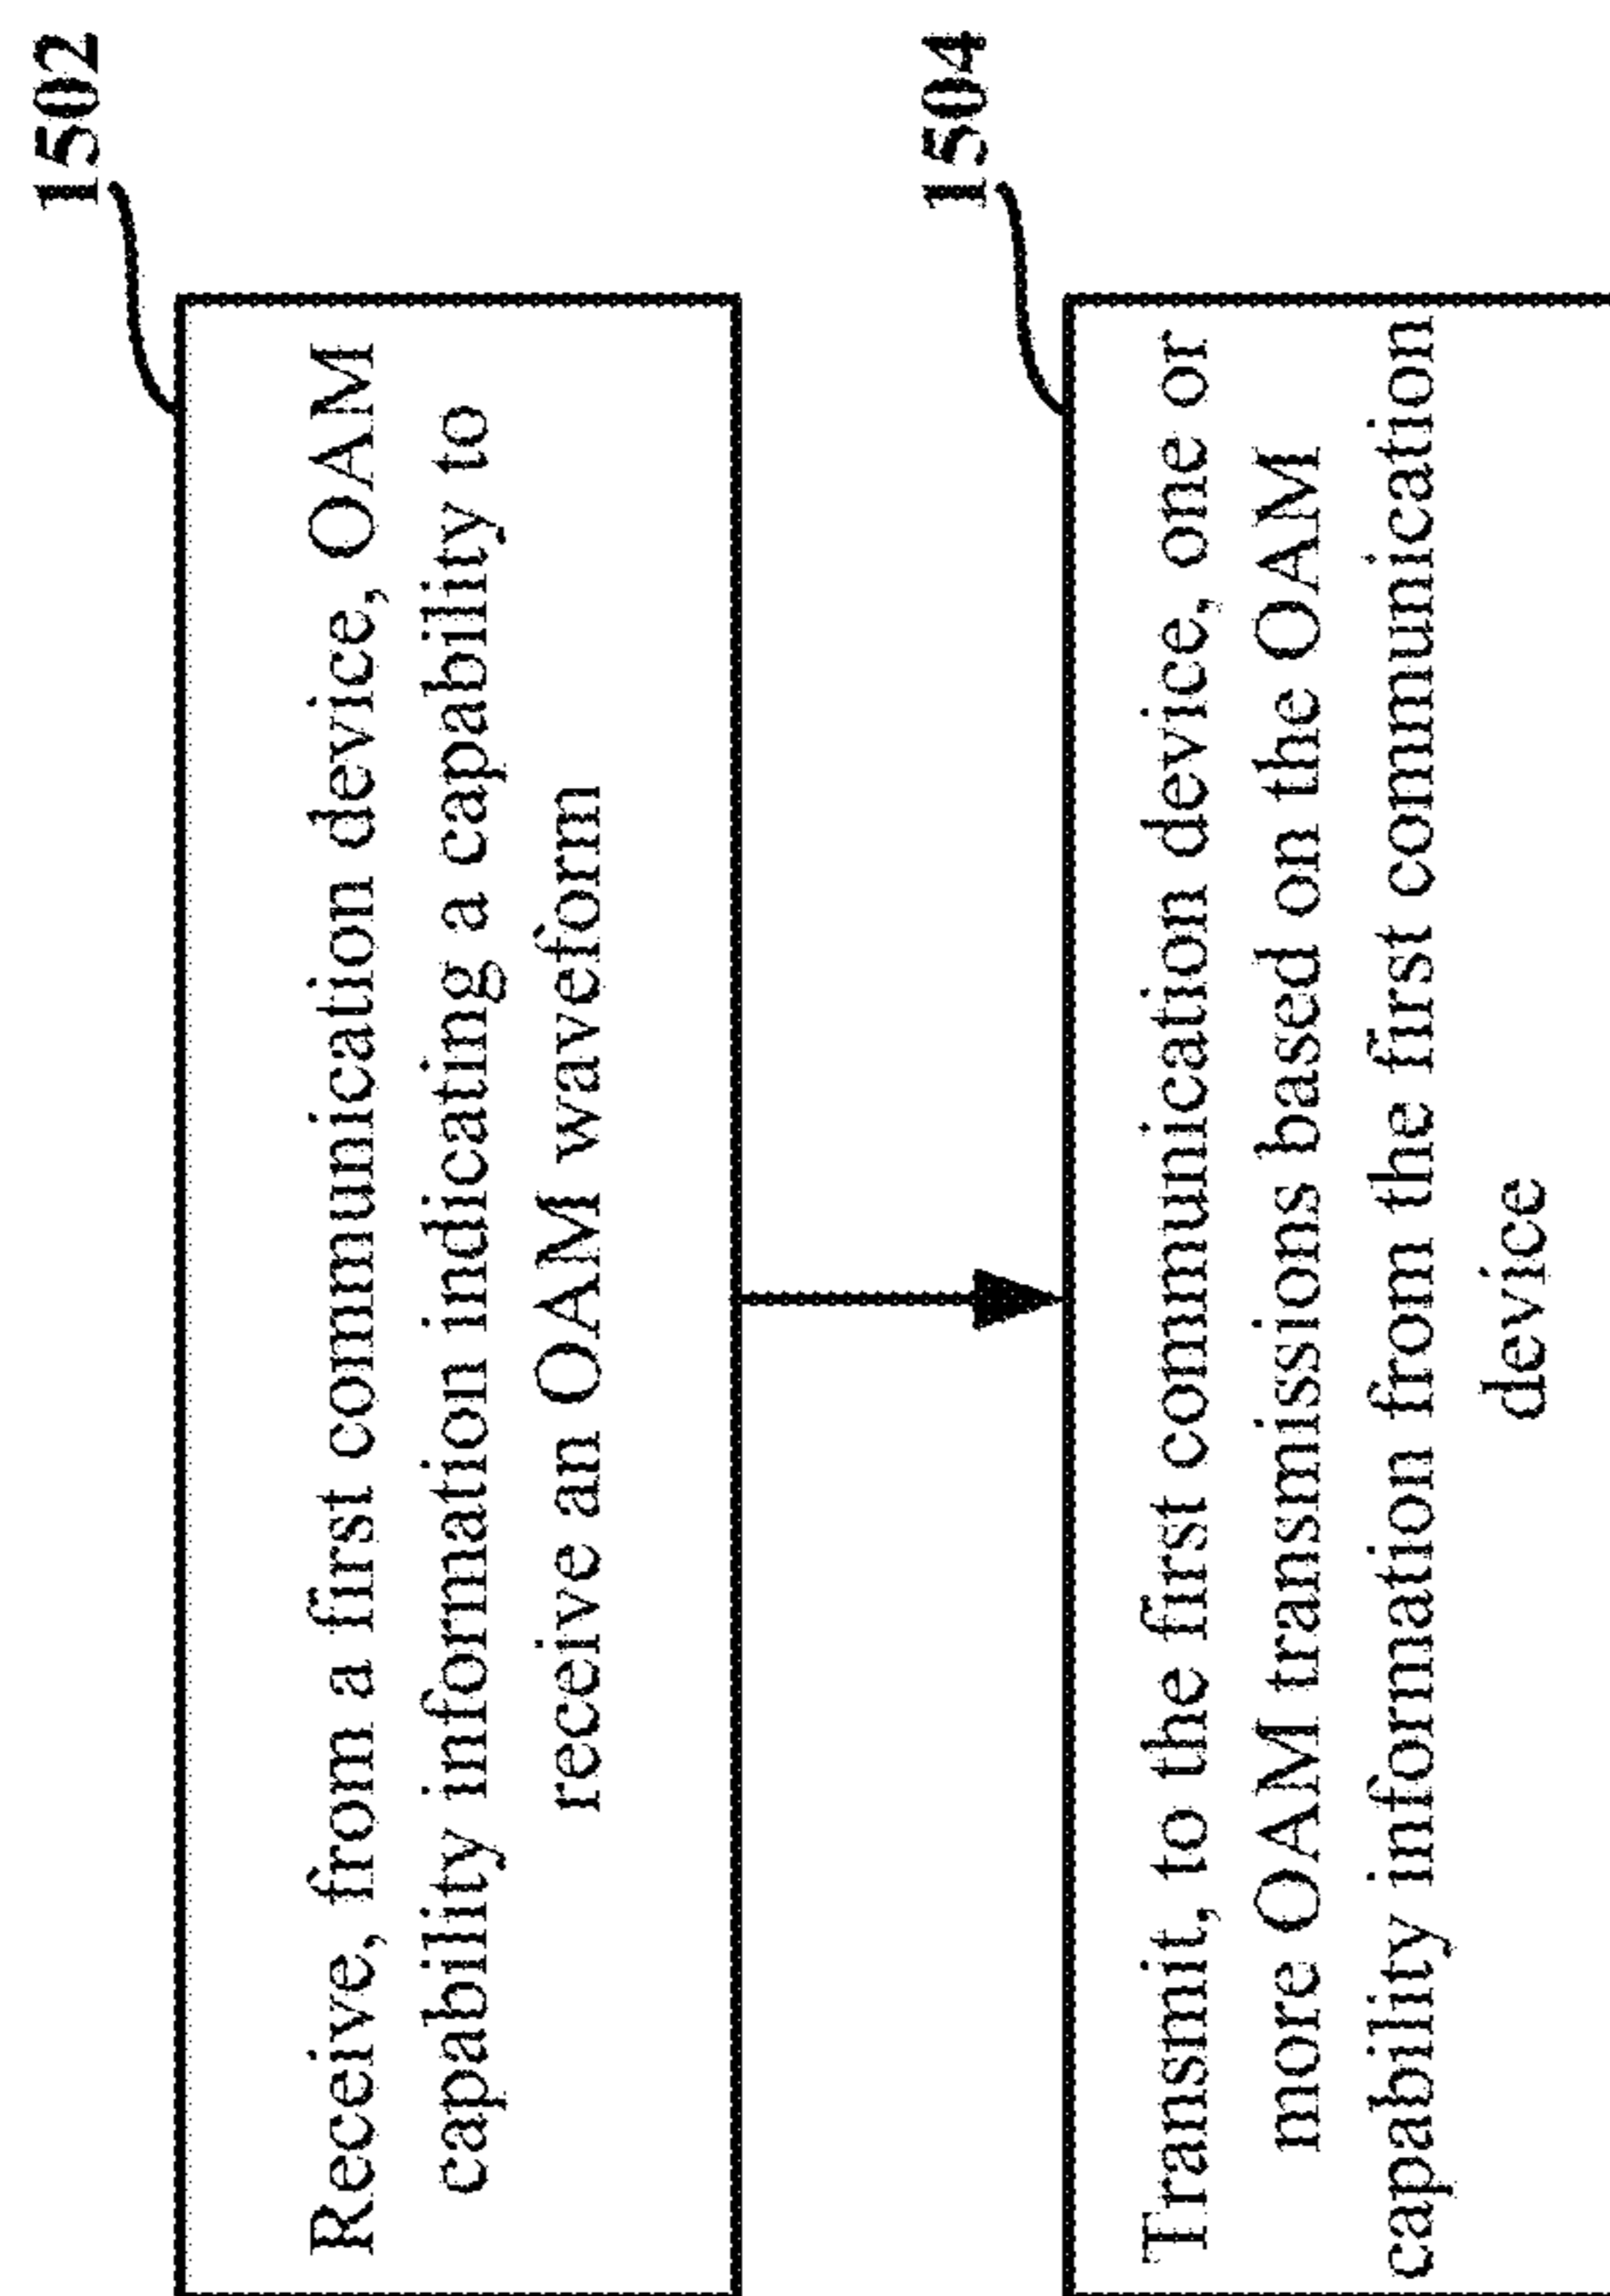 1502
Receive, from a first communication device, OAM
capability information indicating a capability to
receive an OAM waveform
1504
Transmit, to the first communication device, one or
more OAM transmissions based on the OAM
capability information from the first communication
device